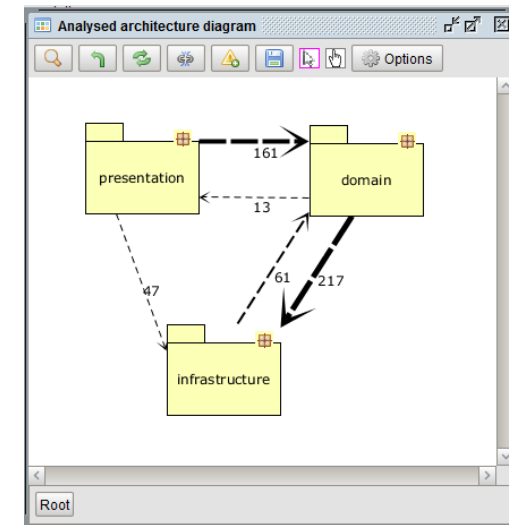 Analysed architecture diagram
Options
161
presentation
domain
13
47
61
217
infrastructure
Root